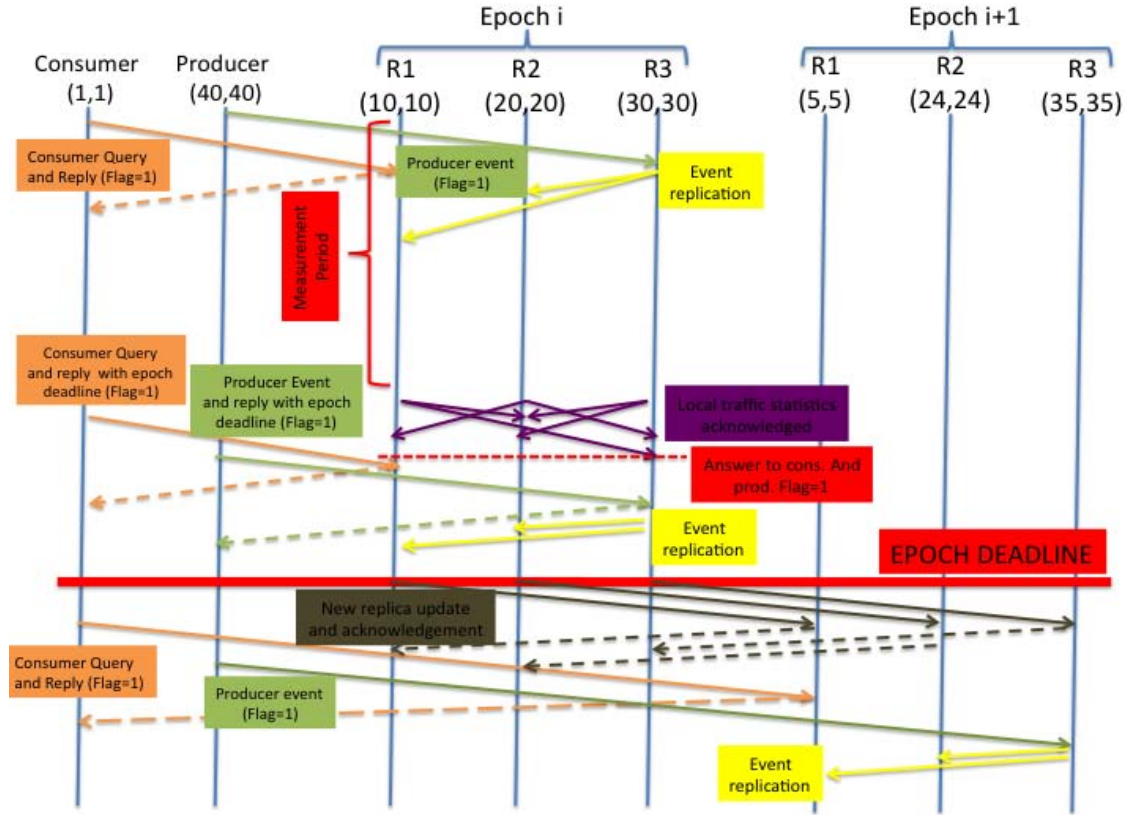 Epoch i
Epoch i+1
Consumer
(1,1)
Producer
(40,40)
R1
(10,10)
R2
(20,20)
R3
(30,30)
R1
(5,5)
R2
(24,24)
R3
(35,35)
Consumer Query
and Reply (Flag=1)
Producer event
(Flag=1)
Event
replication
Measurement
Period
Consumer Query
and reply with epoch
deadline (Flag=1)
Producer Event
and reply with epoch
deadline (Flag=1)
Local traffic statistics
acknowledged
Answer to cons. And
prod. Flag=1
Event
replication
EPOCH DEADLINE
New replica update
and acknowledgement
Consumer Query
and Reply (Flag=1)
Producer event
(Flag=1)
Event
replication